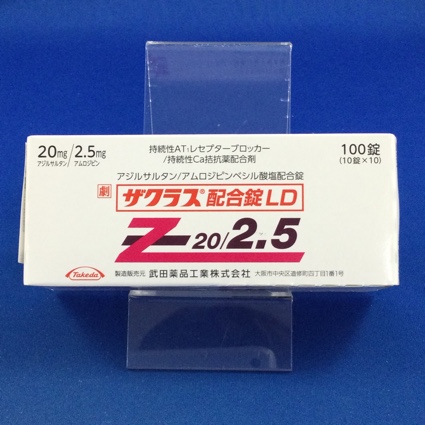 20mg/2.5mg
アジルサルタン/アムロジピン
持続性AT₁レセプターブロッカー
/持続性Ca拮抗薬配合剤
100錠
(10錠×10)
アジルサルタン/アムロジピンベシル酸塩配合錠
劇 ザクラス®配合錠LD
Z 20/2.5
Takeda
製造販売元 武田薬品工業株式会社 大阪市中央区道修町四丁目1番1号